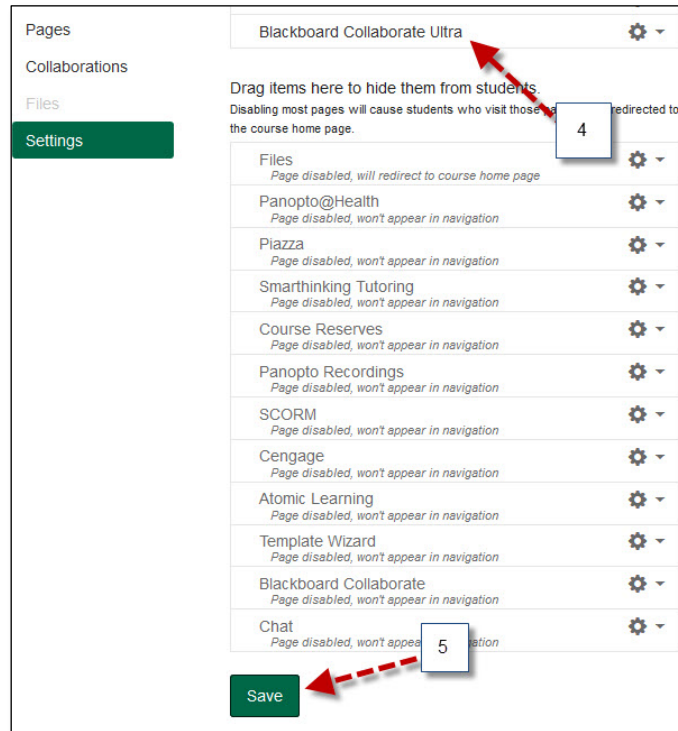 Pages
Collaborations
Files
Settings
Blackboard Collaborate Ultra
Drag items here to hide them from students.
Disabling most pages will cause students who visit those redirected to
the course home page.
4
Files
Page disabled, will redirect to course home page
Panopto@Health
Page disabled, won't appear in navigation
Piazza
Page disabled, won't appear in navigation
Smarthinking Tutoring
Page disabled, won't appear in navigation
Course Reserves
Page disabled, won't appear in navigation
Panopto Recordings
Page disabled, won't appear in navigation
SCORM
Page disabled, won't appear in navigation
Cengage
Page disabled, won't appear in navigation
Atomic Learning
Page disabled, won't appear in navigation
Template Wizard
Page disabled, won't appear in navigation
Blackboard Collaborate
Page disabled, won't appear in navigation
Chat
Page disabled, won't
5
Save